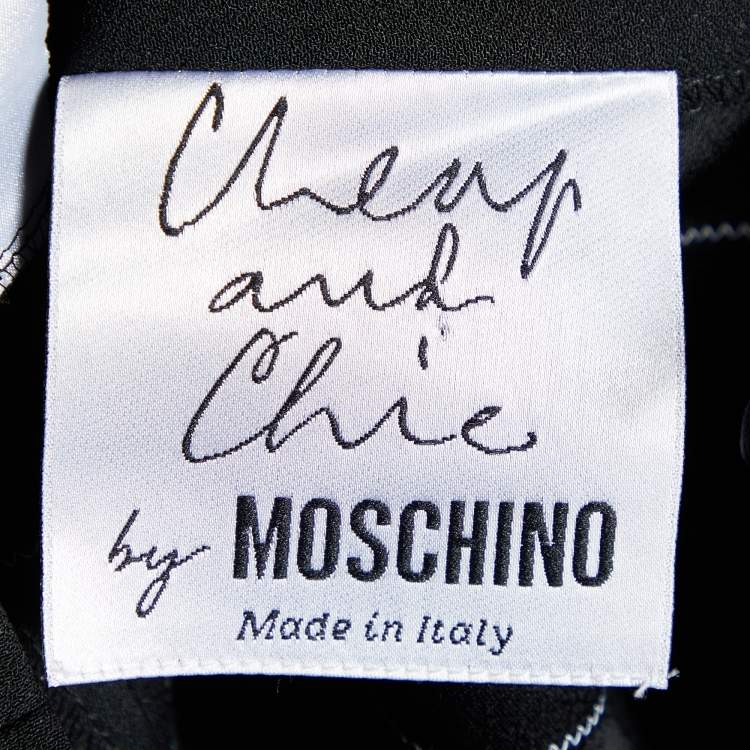 Cheap
and
Chic
by MOSCHINO
Made in Italy